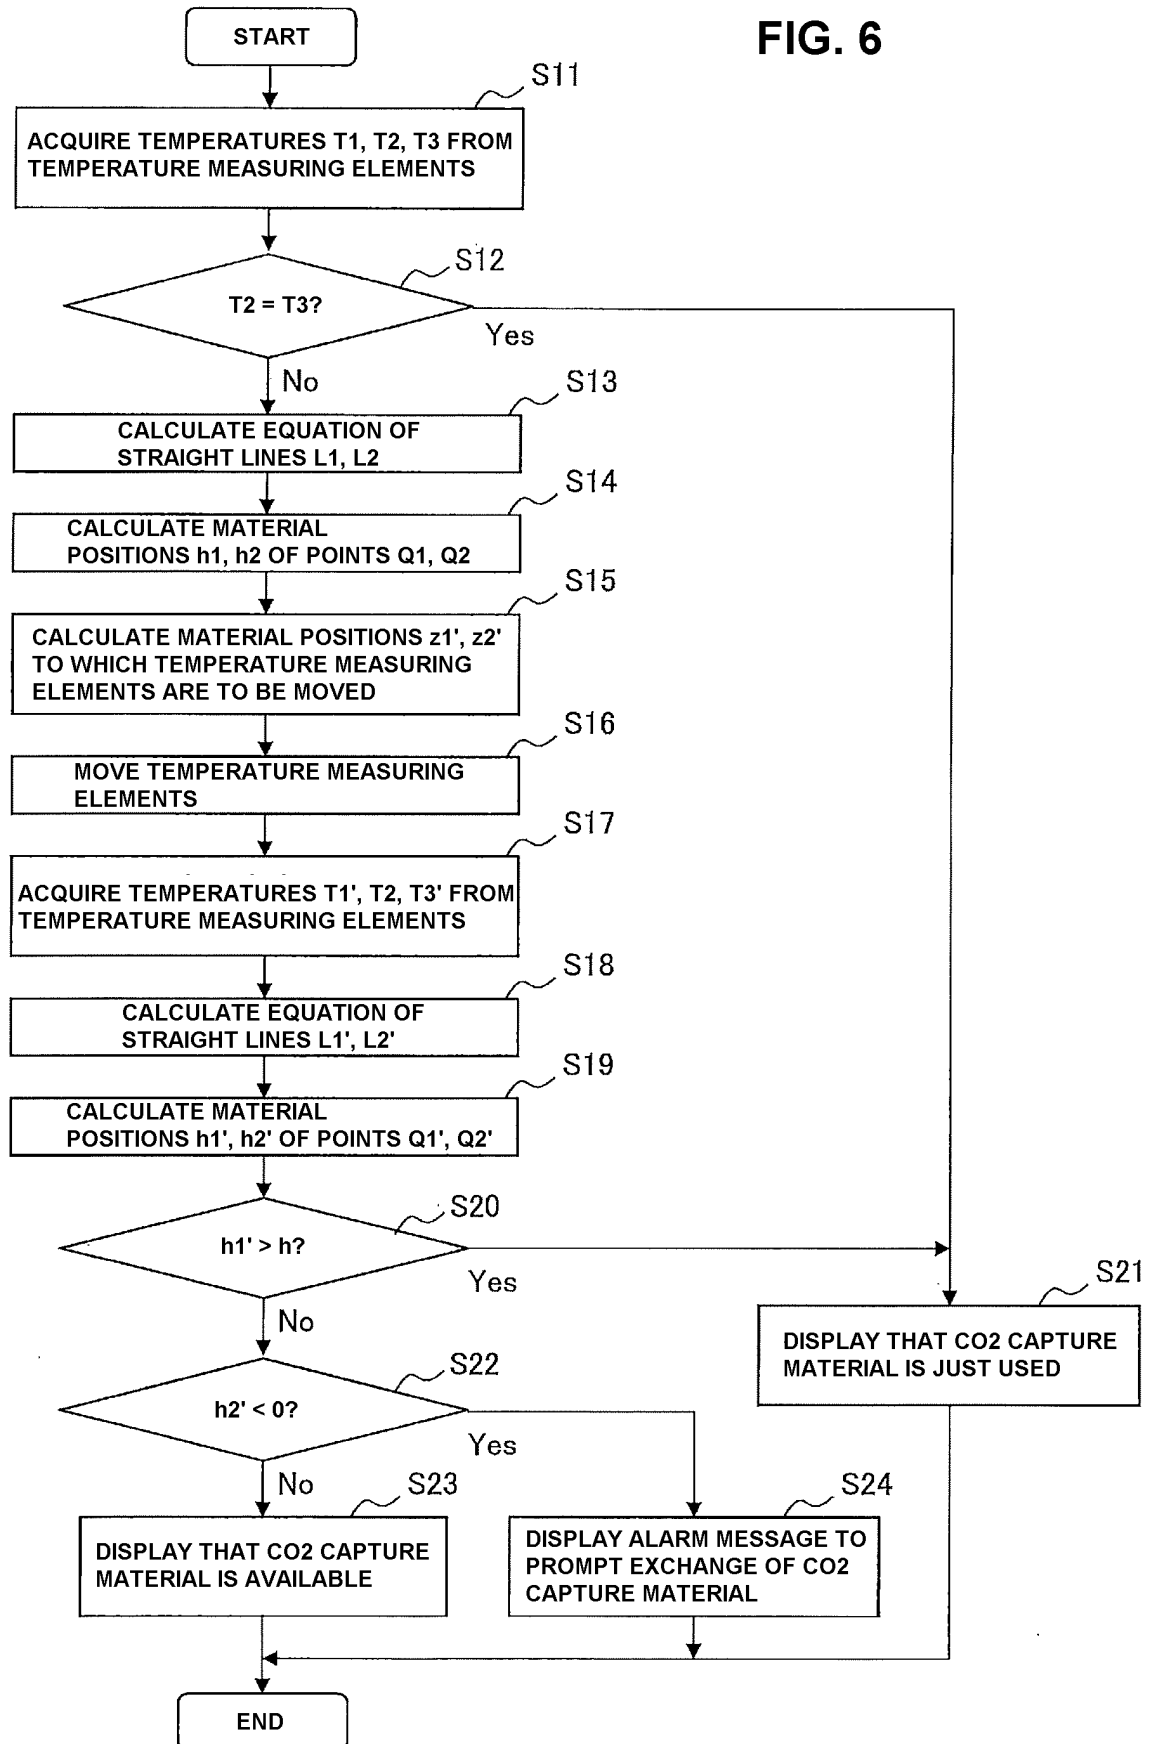 FIG. 6
START
S11
ACQUIRE TEMPERATURES T1, T2, T3 FROM
TEMPERATURE MEASURING ELEMENTS
S12
T2 = T3?
Yes
No
S13
CALCULATE EQUATION OF
STRAIGHT LINES L1, L2
S14
CALCULATE MATERIAL
POSITIONS h1, h2 OF POINTS Q1, Q2
S15
CALCULATE MATERIAL POSITIONS z1', z2'
TO WHICH TEMPERATURE MEASURING
ELEMENTS ARE TO BE MOVED
S16
MOVE TEMPERATURE MEASURING
ELEMENTS
S17
ACQUIRE TEMPERATURES T1', T2, T3' FROM
TEMPERATURE MEASURING ELEMENTS
S18
CALCULATE EQUATION OF
STRAIGHT LINES L1', L2'
S19
CALCULATE MATERIAL
POSITIONS h1', h2' OF POINTS Q1', Q2'
S20
h1' > h?
Yes
No
S21
DISPLAY THAT CO2 CAPTURE
MATERIAL IS JUST USED
S22
h2' < 0?
Yes
No
S23
DISPLAY THAT CO2 CAPTURE
MATERIAL IS AVAILABLE
S24
DISPLAY ALARM MESSAGE TO
PROMPT EXCHANGE OF CO2
CAPTURE MATERIAL
END